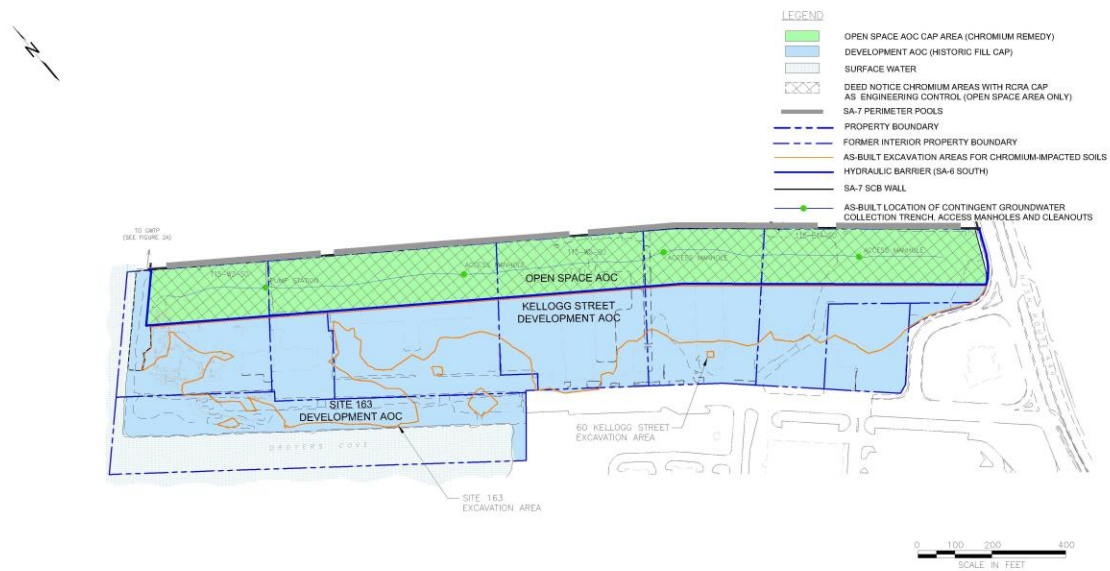 N
LEGEND
OPEN SPACE AOC CAP AREA (CHROMIUM REMEDY)
DEVELOPMENT AOC (HISTORIC FILL CAP)
SURFACE WATER
DEED NOTICE CHROMIUM AREAS WITH RCRA CAP
AS ENGINEERING CONTROL (OPEN SPACE AREA ONLY)
SA-7 PERIMETER POOLS
PROPERTY BOUNDARY
FORMER INTERIOR PROPERTY BOUNDARY
AS-BUILT EXCAVATION AREAS FOR CHROMIUM-IMPACTED SOILS
HYDRAULIC BARRIER (SA-6 SOUTH)
SA-7 SCB WALL
AS-BUILT LOCATION OF CONTINGENT GROUNDWATER
COLLECTION TRENCH, ACCESS MANHOLES AND CLEANOUTS
TO GWTP
(SEE FIGURE 2A)
PUMP STATION
ACCESS MANHOLE
OPEN SPACE AOC
ACCESS MANHOLE
ACCESS MANHOLE
KELLOGG STREET
DEVELOPMENT AOC
SITE 163
DEVELOPMENT AOC
DROYERS COVE
60 KELLOGG STREET
EXCAVATION AREA
SITE 163
EXCAVATION AREA
0 100 200 400
SCALE IN FEET